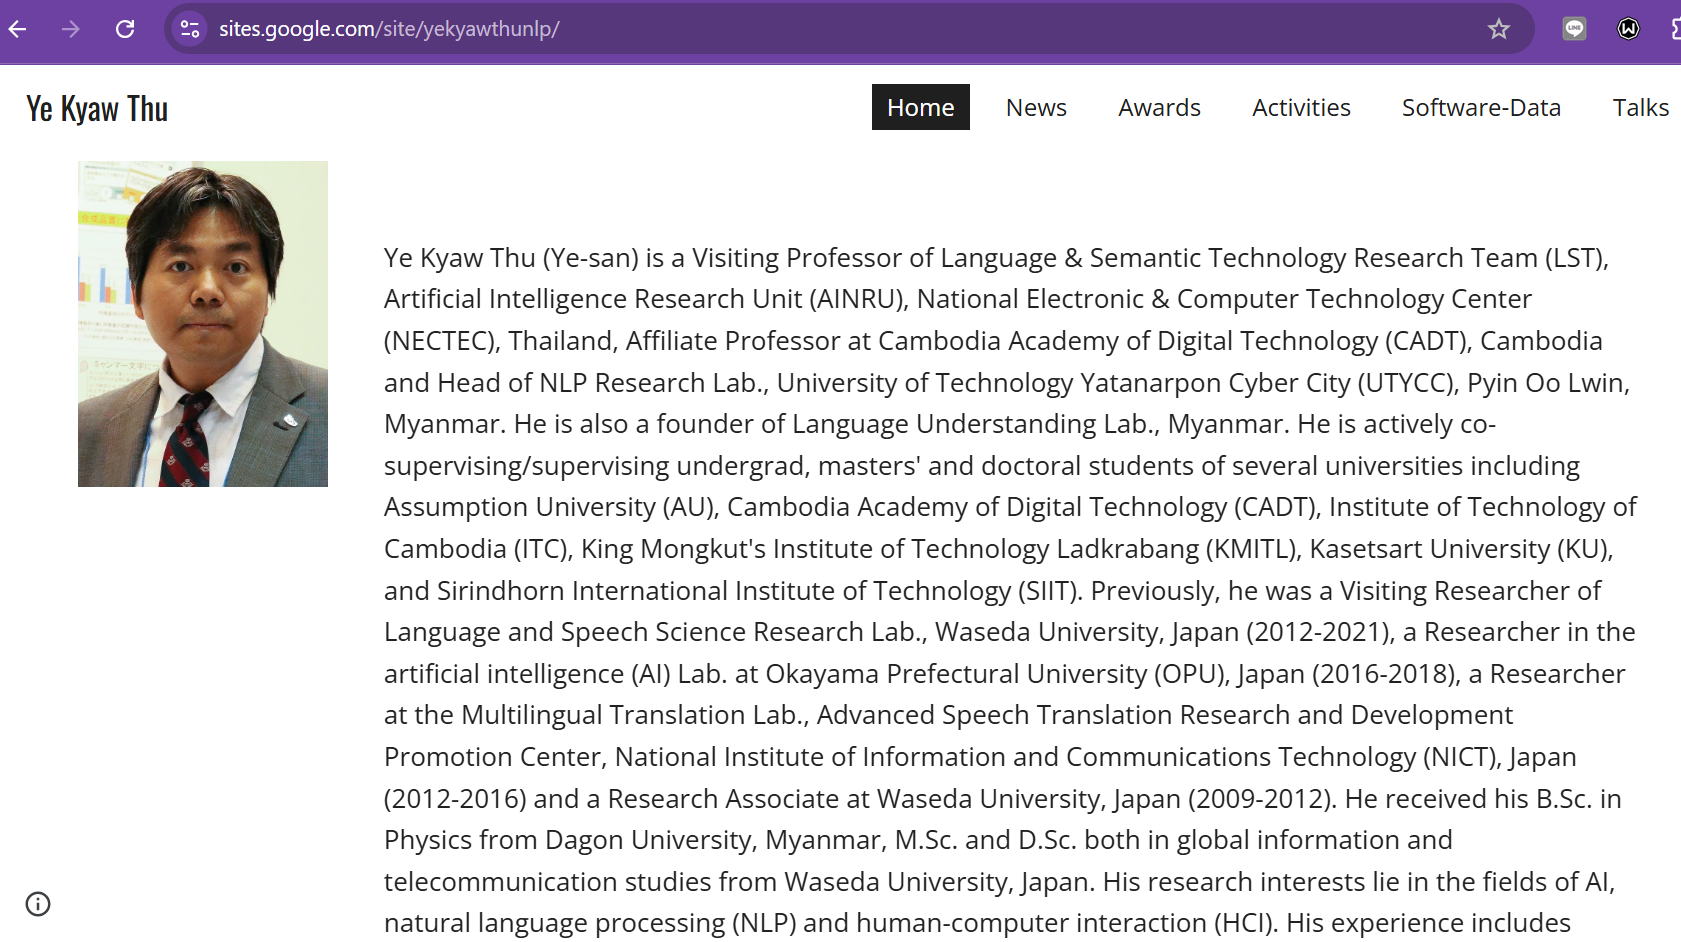 sites.google.com/site/yekyawthunlp/
Ye Kyaw Thu
Home
News
Awards
Activities
Software-Data
Talks
Ye Kyaw Thu (Ye-san) is a Visiting Professor of Language & Semantic Technology Research Team (LST),
Artificial Intelligence Research Unit (AINRU), National Electronic & Computer Technology Center
(NECTEC), Thailand, Affiliate Professor at Cambodia Academy of Digital Technology (CADT), Cambodia
and Head of NLP Research Lab., University of Technology Yatanarpon Cyber City (UTYCC), Pyin Oo Lwin,
Myanmar. He is also a founder of Language Understanding Lab., Myanmar. He is actively co-
supervising/supervising undergrad, masters' and doctoral students of several universities including
Assumption University (AU), Cambodia Academy of Digital Technology (CADT), Institute of Technology of
Cambodia (ITC), King Mongkut's Institute of Technology Ladkrabang (KMITL), Kasetsart University (KU),
and Sirindhorn International Institute of Technology (SIIT). Previously, he was a Visiting Researcher of
Language and Speech Science Research Lab., Waseda University, Japan (2012-2021), a Researcher in the
artificial intelligence (AI) Lab. at Okayama Prefectural University (OPU), Japan (2016-2018), a Researcher
at the Multilingual Translation Lab., Advanced Speech Translation Research and Development
Promotion Center, National Institute of Information and Communications Technology (NICT), Japan
(2012-2016) and a Research Associate at Waseda University, Japan (2009-2012). He received his B.Sc. in
Physics from Dagon University, Myanmar, M.Sc. and D.Sc. both in global information and
telecommunication studies from Waseda University, Japan. His research interests lie in the fields of AI,
natural language processing (NLP) and human-computer interaction (HCI). His experience includes